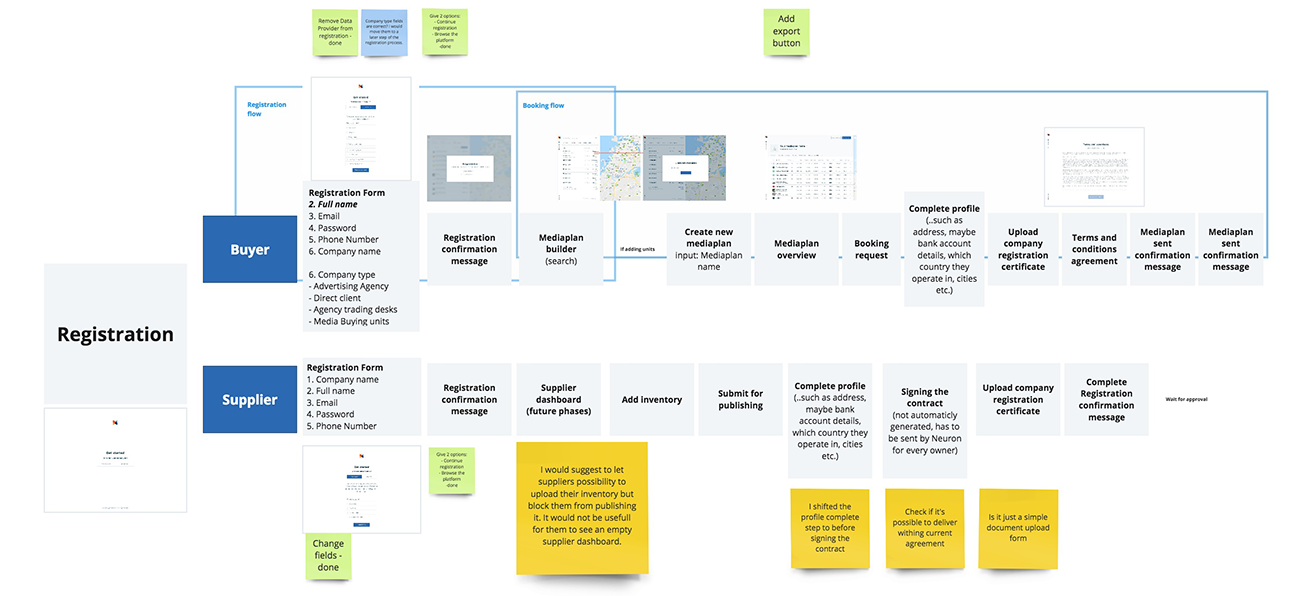 Remove Data
Provider from
registration -
done
Company type fields
are correct? I would
move them to a
later step of the
registration process.
Give 2 options:
- Continue
registration
- Browse the
platform
-done
Add
export
button
Registration
flow
Booking flow
Registration Form
2. Full name
3. Email
4. Password
5. Phone Number
6. Company name
6. Company type
- Advertising Agency
- Direct client
- Agency trading desks
- Media Buying units
Buyer
Registration
confirmation
message
Mediaplan
builder
(search)
If adding units
Create new
mediaplan
input: Mediaplan
name
Mediaplan
overview
Booking
request
Complete profile
(..such as
address, maybe
bank account
details, which
country they
operate in, cities
etc.)
Upload
company
registration
certificate
Terms and
conditions
agreement
Mediaplan
sent
confirmation
message
Mediaplan
sent
confirmation
message
Registration
Get started
Supplier
Registration Form
1. Company name
2. Full name
3. Email
4. Password
5. Phone Number
Registration
confirmation
message
Supplier
dashboard
(future phases)
Add inventory
Submit for
publishing
Complete profile
(..such as address,
maybe bank
account details,
which country they
operate in, cities
etc.)
Signing the
contract
(not automaticly
generated, has to
be sent by Neuron
for every owner)
Upload company
registration
certificate
Complete
Registration
confirmation
message
Wait for approval
Get started
Change
fields -
done
Give 2 options:
- Continue
registration
- Browse the
platform
-done
I would suggest to let
suppliers possibility to
upload their inventory but
block them from publishing
it. It would not be usefull
for them to see an empty
supplier dashboard.
I shifted the
profile complete
step to before
signing the
contract
Check if it's
possible to deliver
withing current
agreement
Is it just a simple
document upload
form